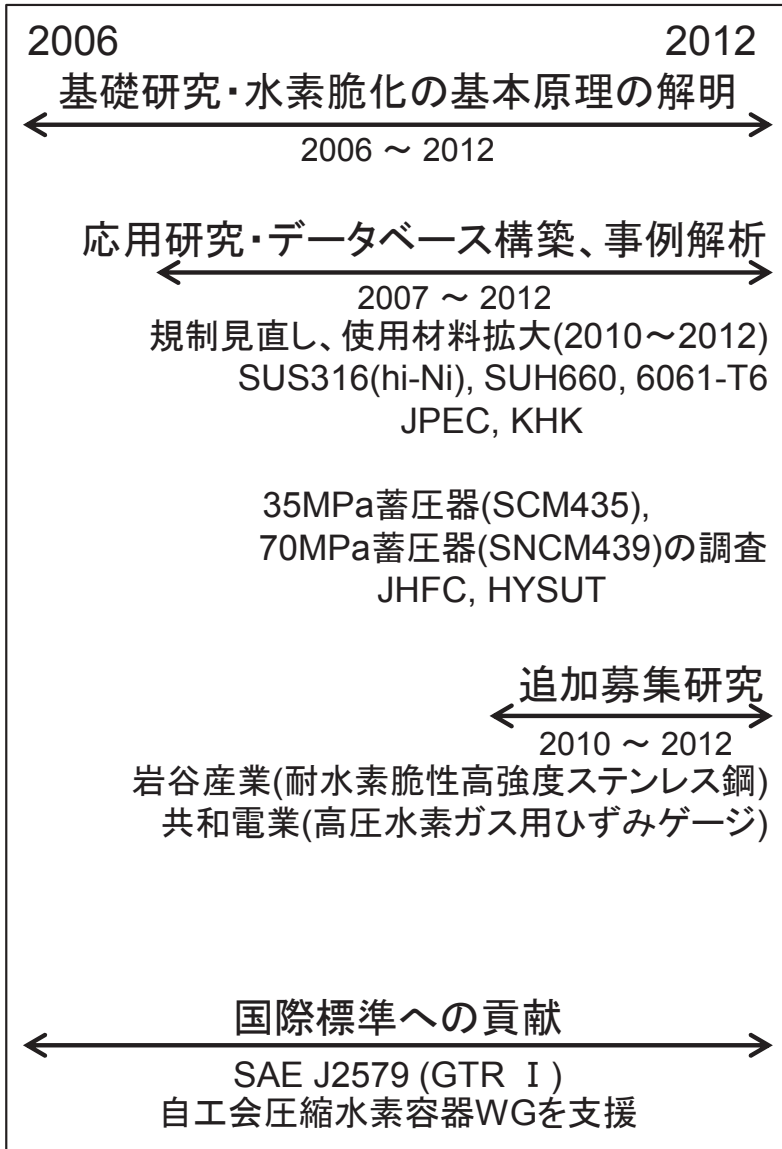 2006 2012
基礎研究・水素脆化の基本原理の解明
2006 ～ 2012
応用研究・データベース構築、事例解析
2007 ～ 2012
規制見直し、使用材料拡大(2010～2012)
SUS316(hi-Ni), SUH660, 6061-T6
JPEC, KHK
35MPa蓄圧器(SCM435),
70MPa蓄圧器(SNCM439)の調査
JHFC, HYSUT
追加募集研究
2010 ～ 2012
岩谷産業(耐水素脆性高強度ステンレス鋼)
共和電業(高圧水素ガス用ひずみゲージ)
国際標準への貢献
SAE J2579 (GTR Ⅰ)
自工会圧縮水素容器WGを支援